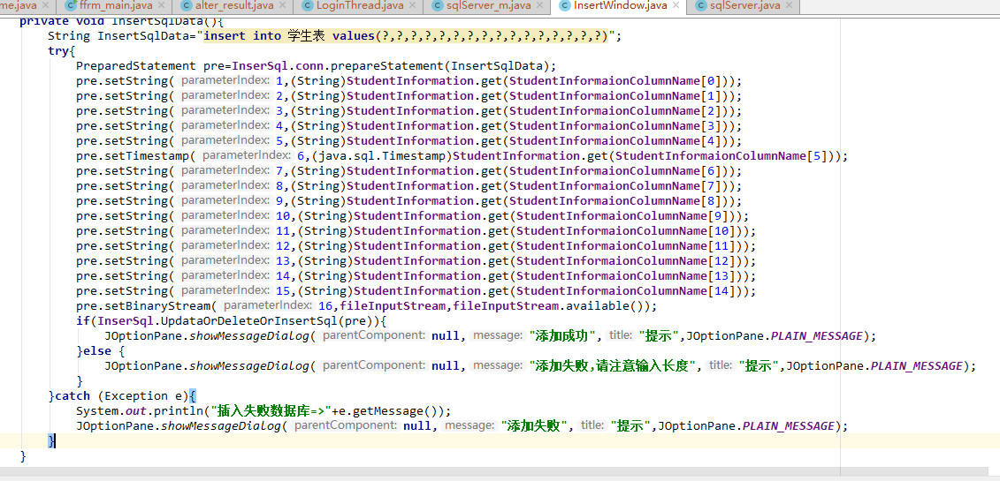 me.java × ffrm_main.java × alter_result.java × LoginThread.java × sqlServer_m.java × InsertWindow.java × sqlServer.java ×
private void InsertSqlData(){
String InsertSqlData="insert into 学生表 values(?,?,?,?,?,?,?,?,?,?,?,?,?,?,?,?)";
try{
PreparedStatement pre=InserSql.conn.prepareStatement(InsertSqlData);
pre.setString( parameterIndex: 1,(String)StudentInformation.get(StudentInformaionColumnName[0]));
pre.setString( parameterIndex: 2,(String)StudentInformation.get(StudentInformaionColumnName[1]));
pre.setString( parameterIndex: 3,(String)StudentInformation.get(StudentInformaionColumnName[2]));
pre.setString( parameterIndex: 4,(String)StudentInformation.get(StudentInformaionColumnName[3]));
pre.setString( parameterIndex: 5,(String)StudentInformation.get(StudentInformaionColumnName[4]));
pre.setTimestamp( parameterIndex: 6,(java.sql.Timestamp)StudentInformation.get(StudentInformaionColumnName[5]));
pre.setString( parameterIndex: 7,(String)StudentInformation.get(StudentInformaionColumnName[6]));
pre.setString( parameterIndex: 8,(String)StudentInformation.get(StudentInformaionColumnName[7]));
pre.setString( parameterIndex: 9,(String)StudentInformation.get(StudentInformaionColumnName[8]));
pre.setString( parameterIndex: 10,(String)StudentInformation.get(StudentInformaionColumnName[9]));
pre.setString( parameterIndex: 11,(String)StudentInformation.get(StudentInformaionColumnName[10]));
pre.setString( parameterIndex: 12,(String)StudentInformation.get(StudentInformaionColumnName[11]));
pre.setString( parameterIndex: 13,(String)StudentInformation.get(StudentInformaionColumnName[12]));
pre.setString( parameterIndex: 14,(String)StudentInformation.get(StudentInformaionColumnName[13]));
pre.setString( parameterIndex: 15,(String)StudentInformation.get(StudentInformaionColumnName[14]));
pre.setBinaryStream( parameterIndex: 16,fileInputStream,fileInputStream.available());
if(InserSql.UpdataOrDeleteOrInsertSql(pre)){
JOptionPane.showMessageDialog( parentComponent: null, message: "添加成功", title: "提示",JOptionPane.PLAIN_MESSAGE);
}else {
JOptionPane.showMessageDialog( parentComponent: null, message: "添加失败,请注意输入长度", title: "提示",JOptionPane.PLAIN_MESSAGE);
}
}catch (Exception e){
System.out.println("插入失败数据库=>"+e.getMessage());
JOptionPane.showMessageDialog( parentComponent: null, message: "添加失败", title: "提示",JOptionPane.PLAIN_MESSAGE);
}
}